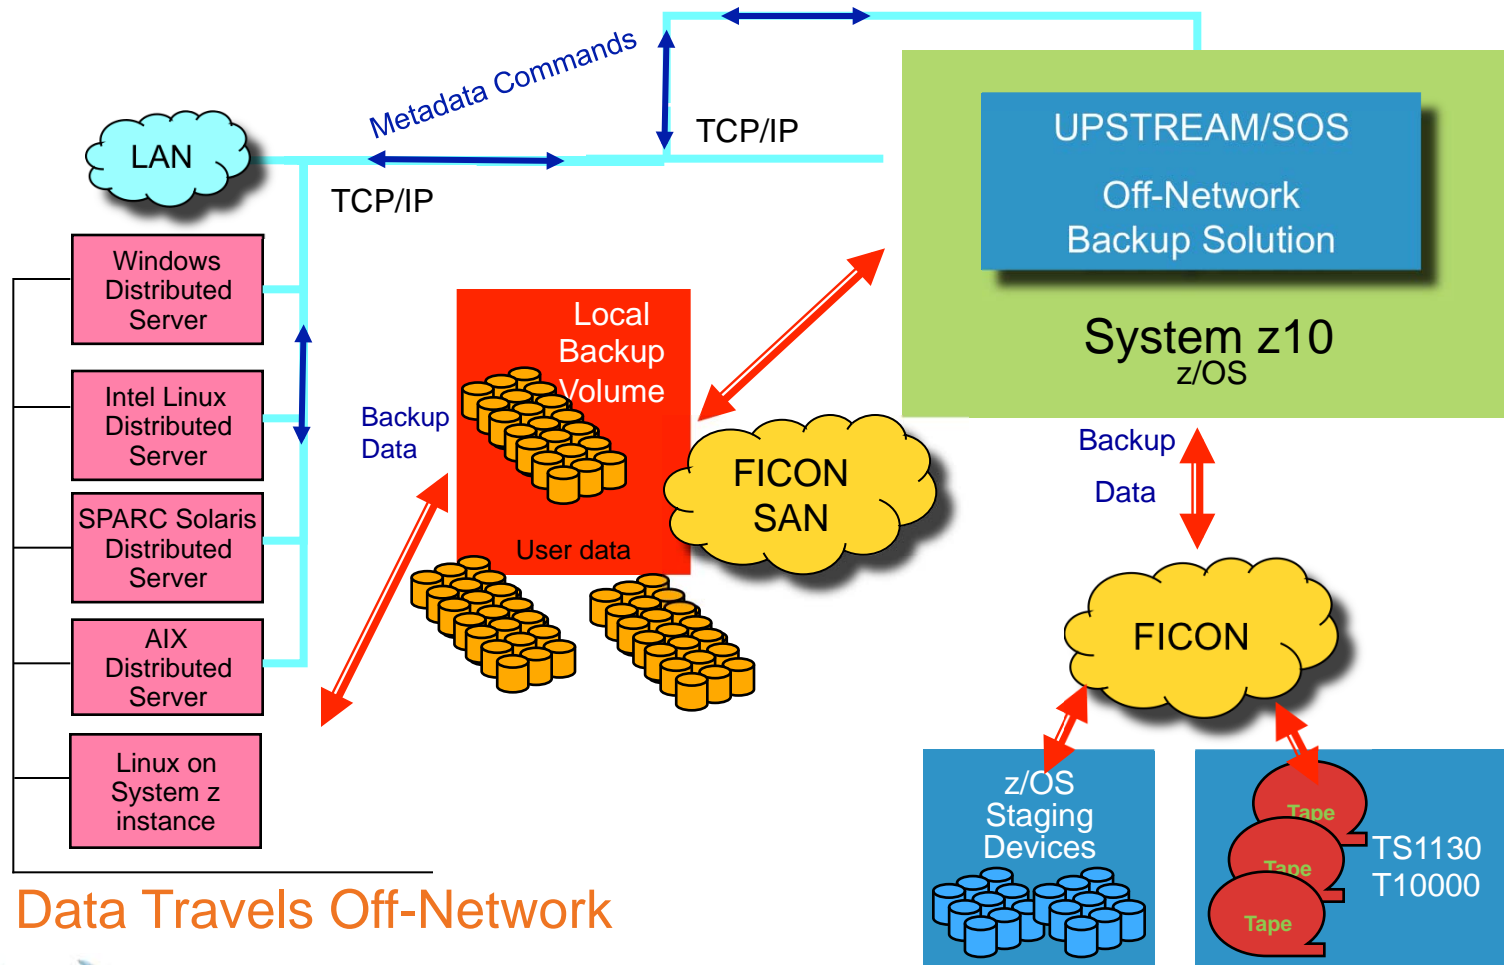 Metadata Commands
LAN
TCP/IP
TCP/IP
UPSTREAM/SOS
Off-Network
Backup Solution
System z10
z/OS
Windows
Distributed
Server
Intel Linux
Distributed
Server
SPARC Solaris
Distributed
Server
AIX
Distributed
Server
Linux on
System z
instance
Backup
Data
Local
Backup
Volume
User data
FICON
SAN
Backup
Data
FICON
z/OS
Staging
Devices
Tape
Tape
Tape
TS1130
T10000
Data Travels Off-Network